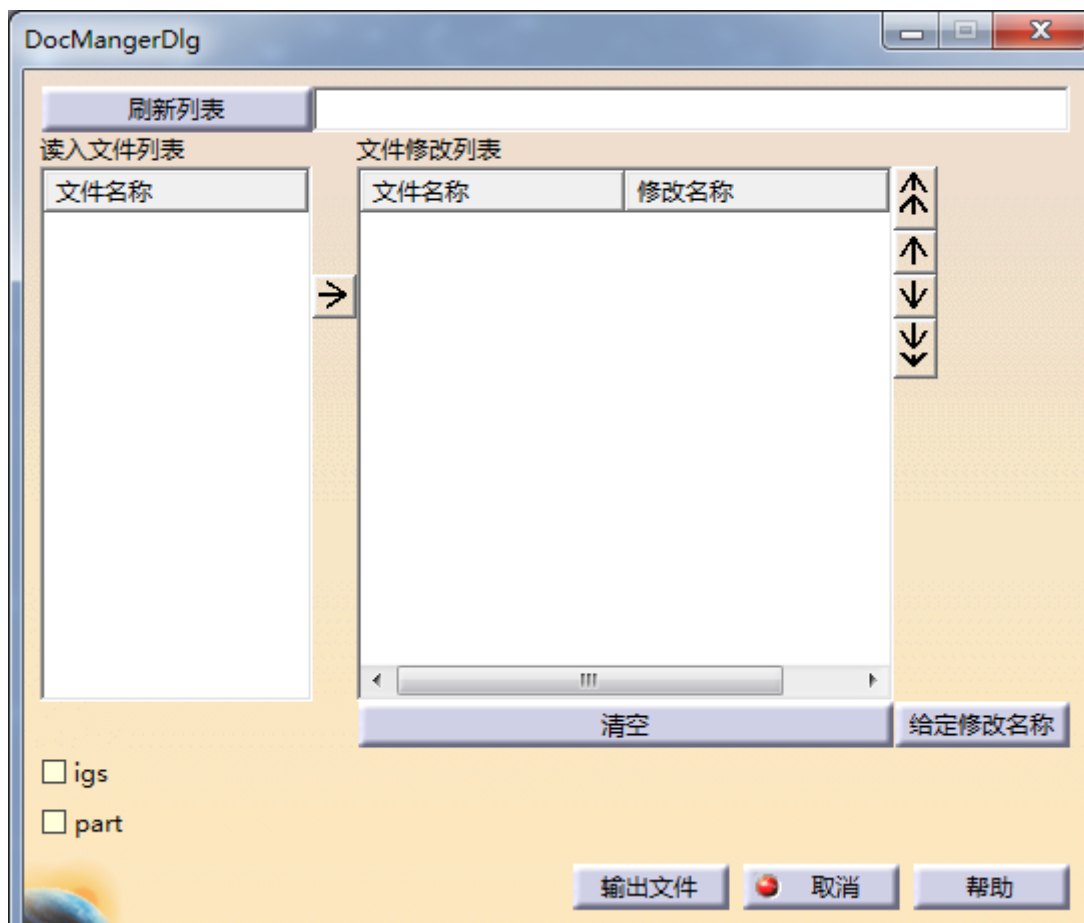 DocMangerDlg
刷新列表
读入文件列表 文件修改列表
文件名称 文件名称 修改名称
清空 给定修改名称
igs
part
输出文件 取消 帮助